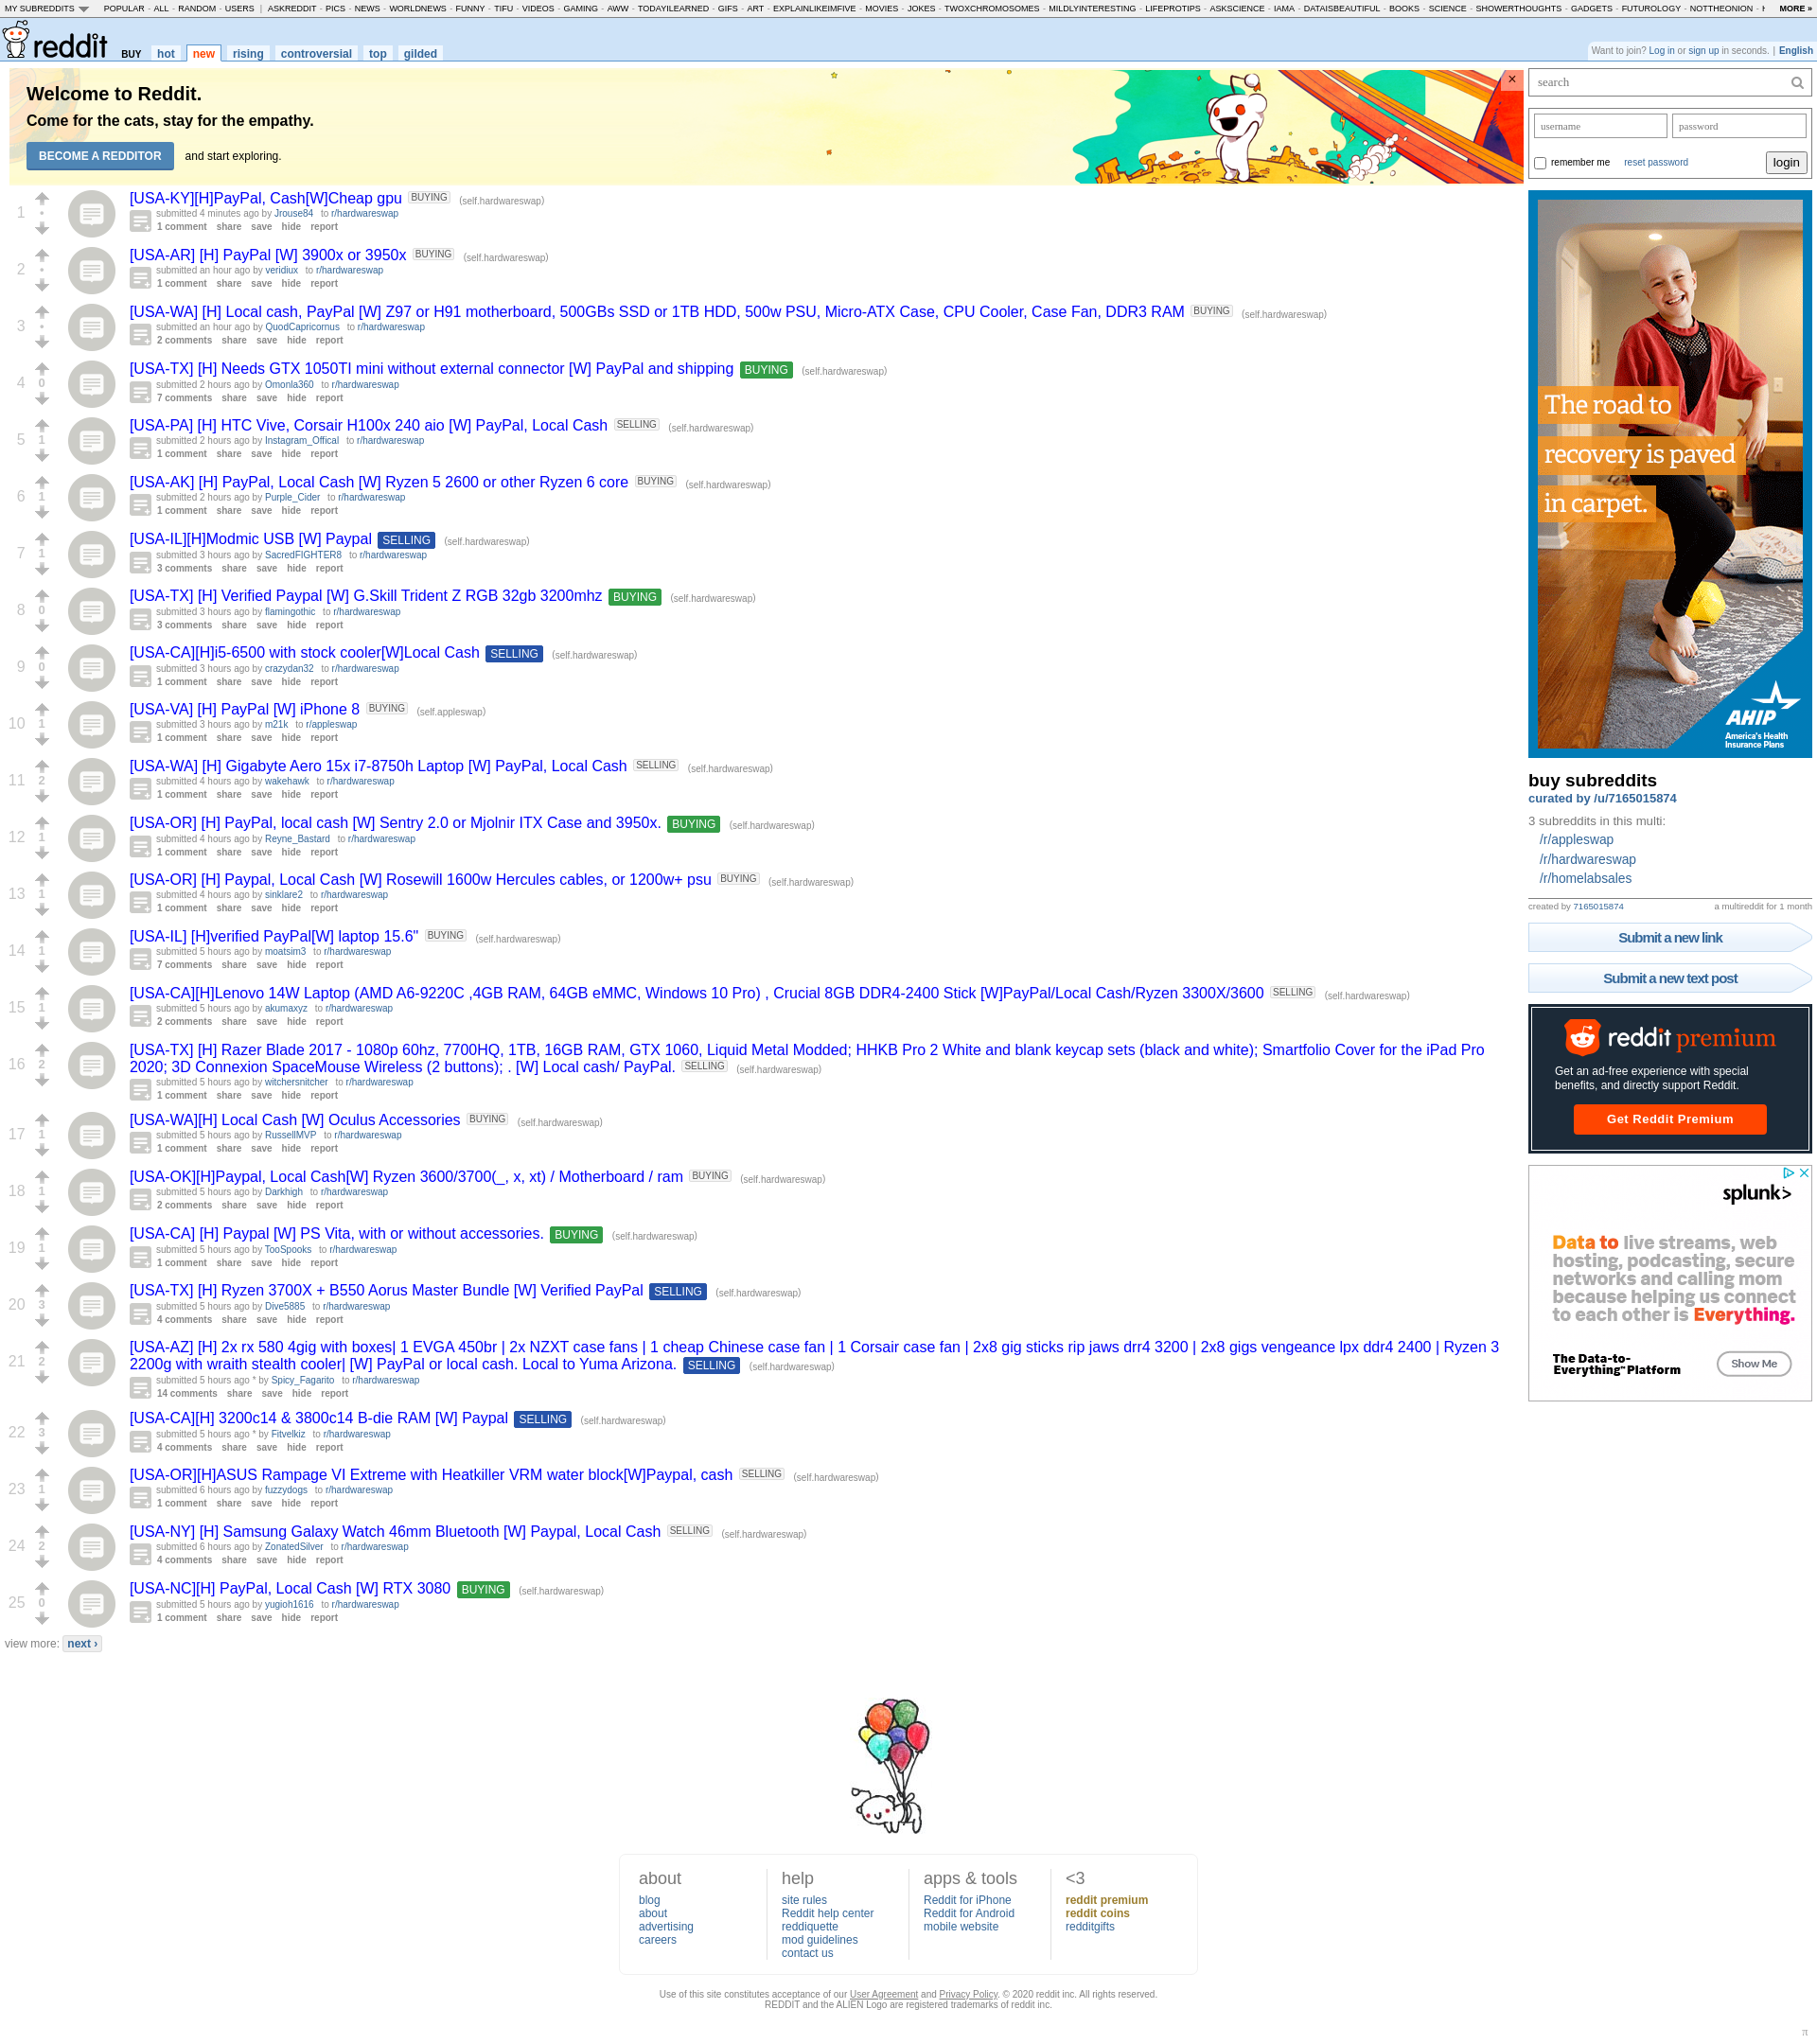 MY SUBREDDITS POPULAR - ALL - RANDOM - USERS | ASKREDDIT - PICS - NEWS - WORLDNEWS - FUNNY - TIFU - VIDEOS - GAMING - AWW - TODAYILEARNED - GIFS - ART - EXPLAINLIKEIMFIVE - MOVIES - JOKES - TWOXCHROMOSOMES - MILDLYINTERESTING - LIFEPROTIPS - ASKSCIENCE - IAMA - DATAISBEAUTIFUL - BOOKS - SCIENCE - SHOWERTHOUGHTS - GADGETS - FUTUROLOGY - NOTTHEONION - MORE »
reddit BUY hot new rising controversial top gilded
Want to join? Log in or sign up in seconds. | English
Welcome to Reddit.
Come for the cats, stay for the empathy.
BECOME A REDDITOR and start exploring.
×
1
[USA-KY][H]PayPal, Cash[W]Cheap gpu BUYING (self.hardwareswap)
submitted 4 minutes ago by Jrouse84 to r/hardwareswap
1 comment share save hide report
2
[USA-AR] [H] PayPal [W] 3900x or 3950x BUYING (self.hardwareswap)
submitted an hour ago by veridiux to r/hardwareswap
1 comment share save hide report
3
[USA-WA] [H] Local cash, PayPal [W] Z97 or H91 motherboard, 500GBs SSD or 1TB HDD, 500w PSU, Micro-ATX Case, CPU Cooler, Case Fan, DDR3 RAM BUYING (self.hardwareswap)
submitted an hour ago by QuodCapricornus to r/hardwareswap
2 comments share save hide report
4 0
[USA-TX] [H] Needs GTX 1050TI mini without external connector [W] PayPal and shipping BUYING (self.hardwareswap)
submitted 2 hours ago by Omonla360 to r/hardwareswap
7 comments share save hide report
5 1
[USA-PA] [H] HTC Vive, Corsair H100x 240 aio [W] PayPal, Local Cash SELLING (self.hardwareswap)
submitted 2 hours ago by Instagram_Offical to r/hardwareswap
1 comment share save hide report
6 1
[USA-AK] [H] PayPal, Local Cash [W] Ryzen 5 2600 or other Ryzen 6 core BUYING (self.hardwareswap)
submitted 2 hours ago by Purple_Cider to r/hardwareswap
1 comment share save hide report
7 1
[USA-IL][H]Modmic USB [W] Paypal SELLING (self.hardwareswap)
submitted 3 hours ago by SacredFIGHTER8 to r/hardwareswap
3 comments share save hide report
8 0
[USA-TX] [H] Verified Paypal [W] G.Skill Trident Z RGB 32gb 3200mhz BUYING (self.hardwareswap)
submitted 3 hours ago by flamingothic to r/hardwareswap
3 comments share save hide report
9 0
[USA-CA][H]i5-6500 with stock cooler[W]Local Cash SELLING (self.hardwareswap)
submitted 3 hours ago by crazydan32 to r/hardwareswap
1 comment share save hide report
10 1
[USA-VA] [H] PayPal [W] iPhone 8 BUYING (self.appleswap)
submitted 3 hours ago by m21k to r/appleswap
1 comment share save hide report
11 2
[USA-WA] [H] Gigabyte Aero 15x i7-8750h Laptop [W] PayPal, Local Cash SELLING (self.hardwareswap)
submitted 4 hours ago by wakehawk to r/hardwareswap
1 comment share save hide report
12 1
[USA-OR] [H] PayPal, local cash [W] Sentry 2.0 or Mjolnir ITX Case and 3950x. BUYING (self.hardwareswap)
submitted 4 hours ago by Reyne_Bastard to r/hardwareswap
1 comment share save hide report
13 1
[USA-OR] [H] Paypal, Local Cash [W] Rosewill 1600w Hercules cables, or 1200w+ psu BUYING (self.hardwareswap)
submitted 4 hours ago by sinklare2 to r/hardwareswap
1 comment share save hide report
14 1
[USA-IL] [H]verified PayPal[W] laptop 15.6" BUYING (self.hardwareswap)
submitted 5 hours ago by moatsim3 to r/hardwareswap
7 comments share save hide report
15 1
[USA-CA][H]Lenovo 14W Laptop (AMD A6-9220C ,4GB RAM, 64GB eMMC, Windows 10 Pro) , Crucial 8GB DDR4-2400 Stick [W]PayPal/Local Cash/Ryzen 3300X/3600 SELLING (self.hardwareswap)
submitted 5 hours ago by akumaxyz to r/hardwareswap
2 comments share save hide report
16 2
[USA-TX] [H] Razer Blade 2017 - 1080p 60hz, 7700HQ, 1TB, 16GB RAM, GTX 1060, Liquid Metal Modded; HHKB Pro 2 White and blank keycap sets (black and white); Smartfolio Cover for the iPad Pro
2020; 3D Connexion SpaceMouse Wireless (2 buttons); . [W] Local cash/ PayPal. SELLING (self.hardwareswap)
submitted 5 hours ago by witchersnitcher to r/hardwareswap
1 comment share save hide report
17 1
[USA-WA][H] Local Cash [W] Oculus Accessories BUYING (self.hardwareswap)
submitted 5 hours ago by RussellMVP to r/hardwareswap
1 comment share save hide report
18 1
[USA-OK][H]Paypal, Local Cash[W] Ryzen 3600/3700(_, x, xt) / Motherboard / ram BUYING (self.hardwareswap)
submitted 5 hours ago by Darkhigh to r/hardwareswap
2 comments share save hide report
19 1
[USA-CA] [H] Paypal [W] PS Vita, with or without accessories. BUYING (self.hardwareswap)
submitted 5 hours ago by TooSpooks to r/hardwareswap
1 comment share save hide report
20 3
[USA-TX] [H] Ryzen 3700X + B550 Aorus Master Bundle [W] Verified PayPal SELLING (self.hardwareswap)
submitted 5 hours ago by Dive5885 to r/hardwareswap
4 comments share save hide report
21 2
[USA-AZ] [H] 2x rx 580 4gig with boxes| 1 EVGA 450br | 2x NZXT case fans | 1 cheap Chinese case fan | 1 Corsair case fan | 2x8 gig sticks rip jaws drr4 3200 | 2x8 gigs vengeance lpx ddr4 2400 | Ryzen 3
2200g with wraith stealth cooler| [W] PayPal or local cash. Local to Yuma Arizona. SELLING (self.hardwareswap)
submitted 5 hours ago * by Spicy_Fagarito to r/hardwareswap
14 comments share save hide report
22 3
[USA-CA][H] 3200c14 & 3800c14 B-die RAM [W] Paypal SELLING (self.hardwareswap)
submitted 5 hours ago * by Fitvelkiz to r/hardwareswap
4 comments share save hide report
23 1
[USA-OR][H]ASUS Rampage VI Extreme with Heatkiller VRM water block[W]Paypal, cash SELLING (self.hardwareswap)
submitted 6 hours ago by fuzzydogs to r/hardwareswap
1 comment share save hide report
24 2
[USA-NY] [H] Samsung Galaxy Watch 46mm Bluetooth [W] Paypal, Local Cash SELLING (self.hardwareswap)
submitted 6 hours ago by ZonatedSilver to r/hardwareswap
4 comments share save hide report
25 0
[USA-NC][H] PayPal, Local Cash [W] RTX 3080 BUYING (self.hardwareswap)
submitted 5 hours ago by yugioh1616 to r/hardwareswap
1 comment share save hide report
view more: next ›
search
username password
remember me reset password login
The road to
recovery is paved
in carpet.
AHIP
America's Health
Insurance Plans
buy subreddits
curated by /u/7165015874
3 subreddits in this multi:
/r/appleswap
/r/hardwareswap
/r/homelabsales
created by 7165015874 a multireddit for 1 month
Submit a new link
Submit a new text post
reddit premium
Get an ad-free experience with special
benefits, and directly support Reddit.
Get Reddit Premium
splunk>
Data to live streams, web
hosting, podcasting, secure
networks and calling mom
because helping us connect
to each other is Everything.
The Data-to-
Everything™ Platform
Show Me
about
blog
about
advertising
careers
help
site rules
Reddit help center
reddiquette
mod guidelines
contact us
apps & tools
Reddit for iPhone
Reddit for Android
mobile website
<3
reddit premium
reddit coins
redditgifts
Use of this site constitutes acceptance of our User Agreement and Privacy Policy. © 2020 reddit inc. All rights reserved.
REDDIT and the ALIEN Logo are registered trademarks of reddit inc.
π